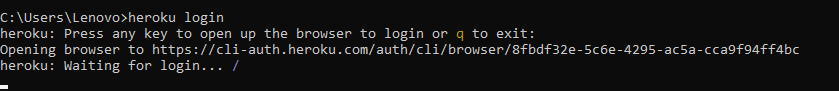 C:\Users\Lenovo>heroku login
heroku: Press any key to open up the browser to login or q to exit:
Opening browser to https://cli-auth.heroku.com/auth/cli/browser/8fbdf32e-5c6e-4295-ac5a-cca9f94ff4bc
heroku: Waiting for login... /